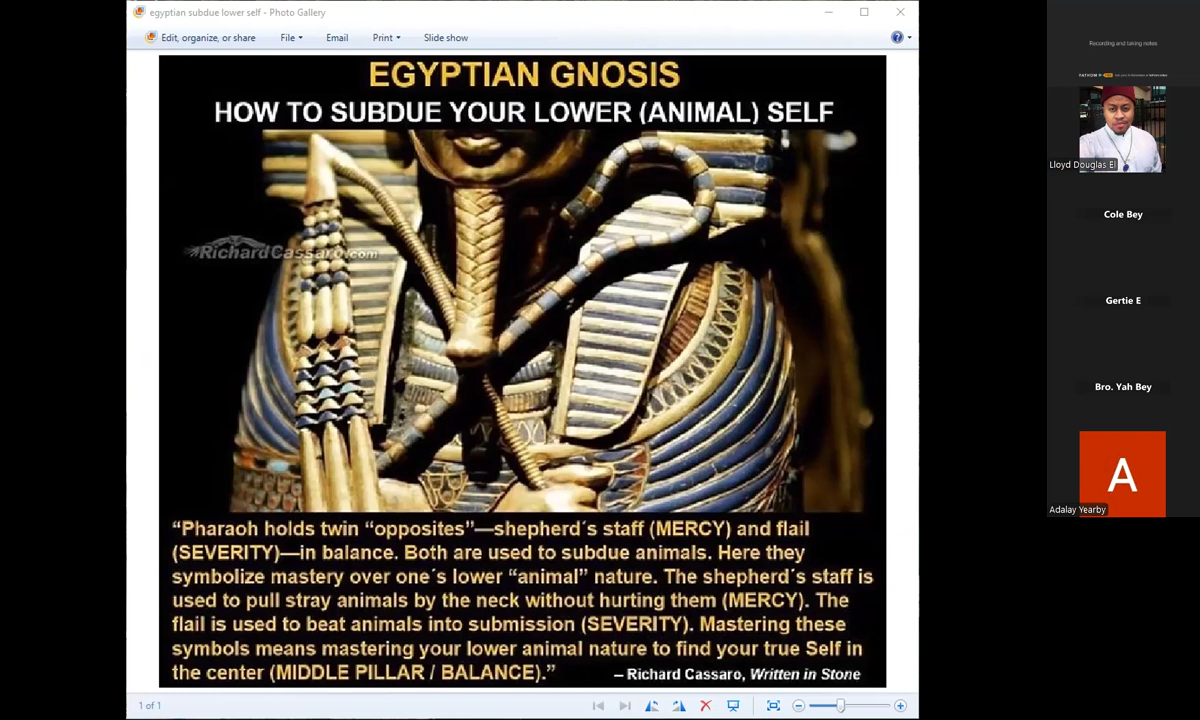 egyptian subdue lower self - Photo Gallery
Edit, organize, or share
File
Email
Print
Slide show
EGYPTIAN GNOSIS
HOW TO SUBDUE YOUR LOWER (ANIMAL) SELF
RichardCassaro.com
“Pharaoh holds twin “opposites”—shepherd´s staff (MERCY) and flail
(SEVERITY)—in balance. Both are used to subdue animals. Here they
symbolize mastery over one´s lower “animal” nature. The shepherd´s staff is
used to pull stray animals by the neck without hurting them (MERCY). The
flail is used to beat animals into submission (SEVERITY). Mastering these
symbols means mastering your lower animal nature to find your true Self in
the center (MIDDLE PILLAR / BALANCE).”
– Richard Cassaro, Written in Stone
1 of 1
Recording and taking notes
FATHOM
Lloyd Douglas El
Cole Bey
Gertie E
Bro. Yah Bey
A
Adalay Yearby